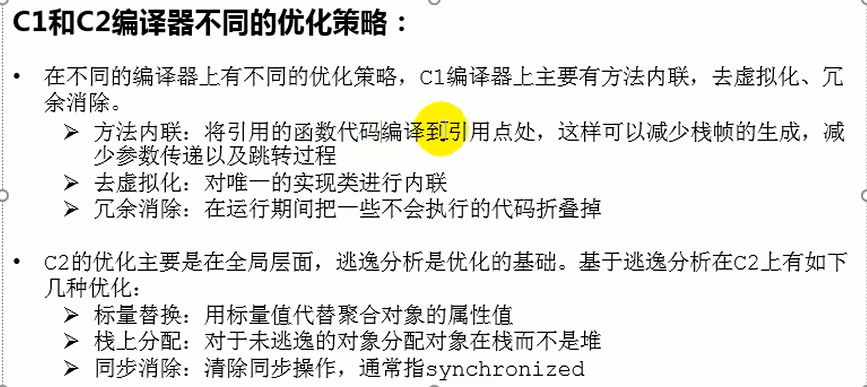 C1和C2编译器不同的优化策略：
• 在不同的编译器上有不同的优化策略，C1编译器上主要有方法内联，去虚拟化、冗
余消除。
➢ 方法内联：将引用的函数代码编译到引用点处，这样可以减少栈帧的生成，减
少参数传递以及跳转过程
➢ 去虚拟化：对唯一的实现类进行内联
➢ 冗余消除：在运行期间把一些不会执行的代码折叠掉
• C2的优化主要是在全局层面，逃逸分析是优化的基础。基于逃逸分析在C2上有如下
几种优化：
➢ 标量替换：用标量值代替聚合对象的属性值
➢ 栈上分配：对于未逃逸的对象分配对象在栈而不是堆
➢ 同步消除：清除同步操作，通常指synchronized